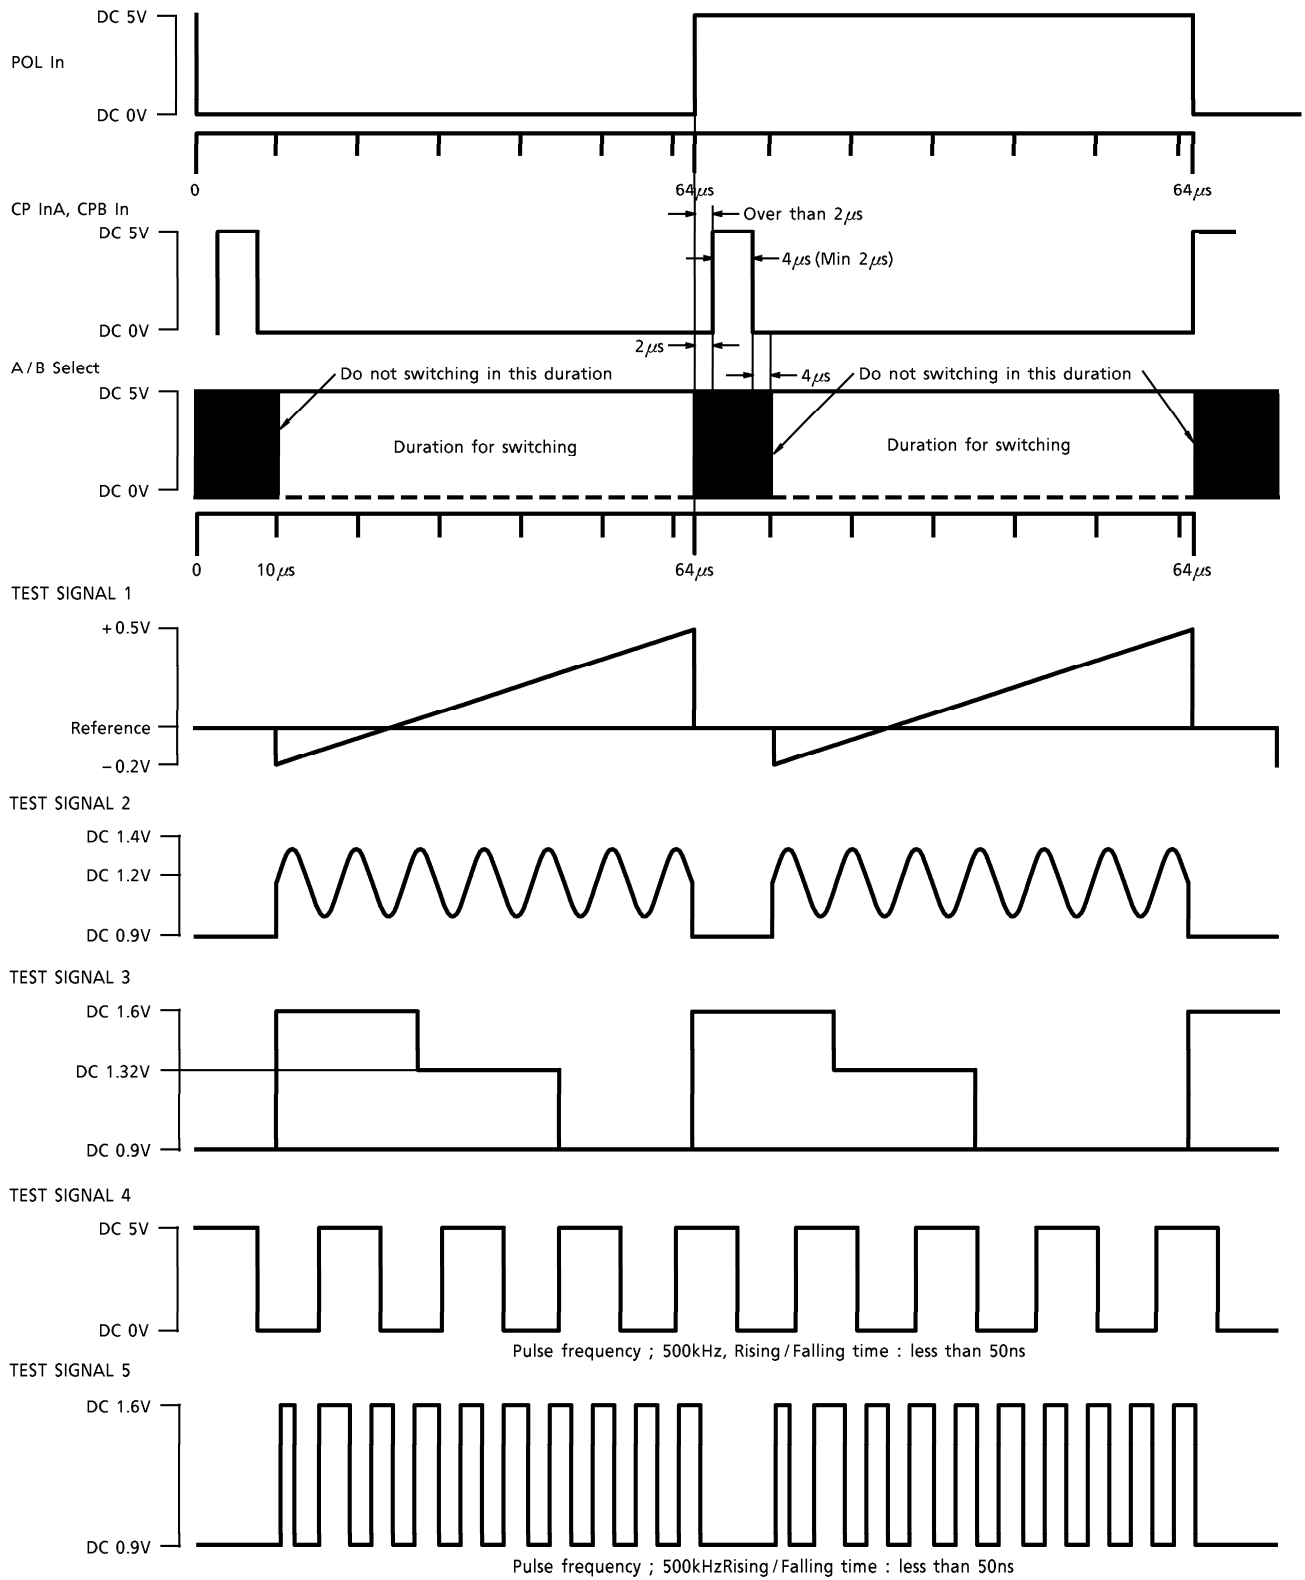 DC 5V
POL In
DC 0V
0
64μs
64μs
CP InA, CPB In
Over than 2μs
DC 5V
4μs (Min 2μs)
DC 0V
2μs
A/B Select
Do not switching in this duration
4μs
Do not switching in this duration
DC 5V
Duration for switching
Duration for switching
DC 0V
0
10μs
64μs
64μs
TEST SIGNAL 1
+0.5V
Reference
−0.2V
TEST SIGNAL 2
DC 1.4V
DC 1.2V
DC 0.9V
TEST SIGNAL 3
DC 1.6V
DC 1.32V
DC 0.9V
TEST SIGNAL 4
DC 5V
DC 0V
Pulse frequency ; 500kHz, Rising/Falling time : less than 50ns
TEST SIGNAL 5
DC 1.6V
DC 0.9V
Pulse frequency ; 500kHzRising/Falling time : less than 50ns